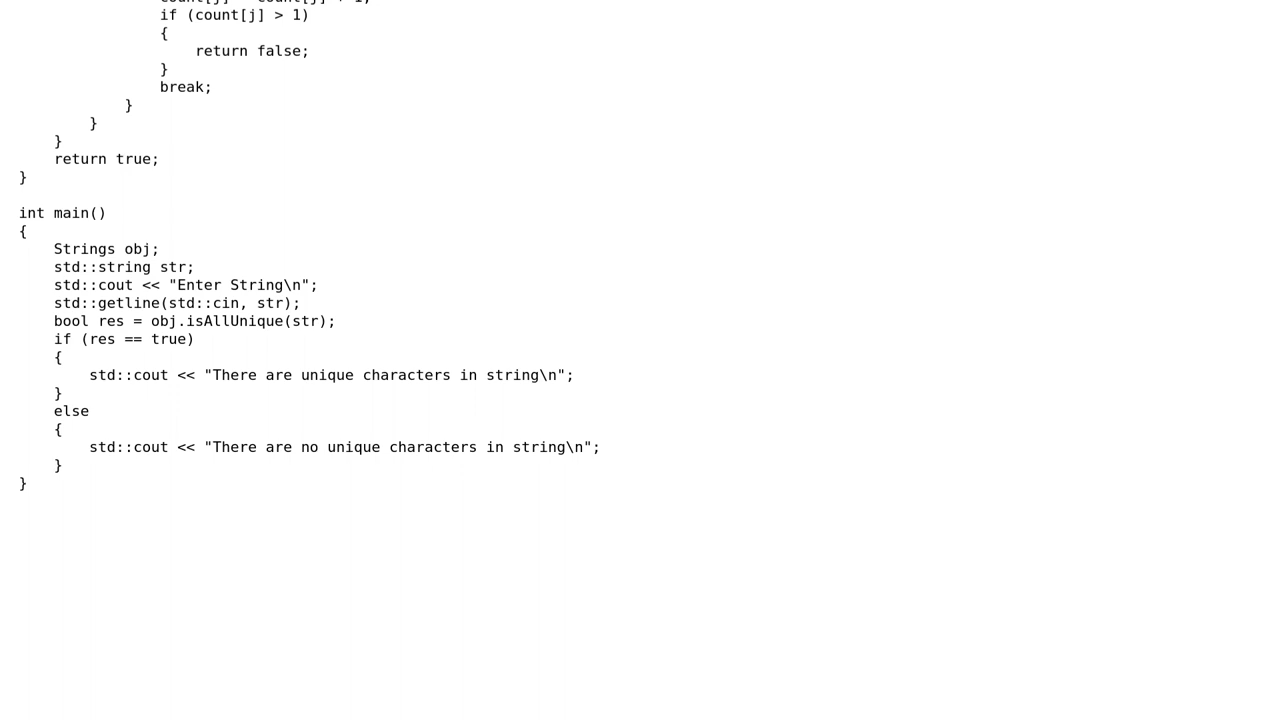 if (count[j] > 1)
                {
                    return false;
                }
                break;
            }
        }
    }
    return true;
}

int main()
{
    Strings obj;
    std::string str;
    std::cout << "Enter String\n";
    std::getline(std::cin, str);
    bool res = obj.isAllUnique(str);
    if (res == true)
    {
        std::cout << "There are unique characters in string\n";
    }
    else
    {
        std::cout << "There are no unique characters in string\n";
    }
}